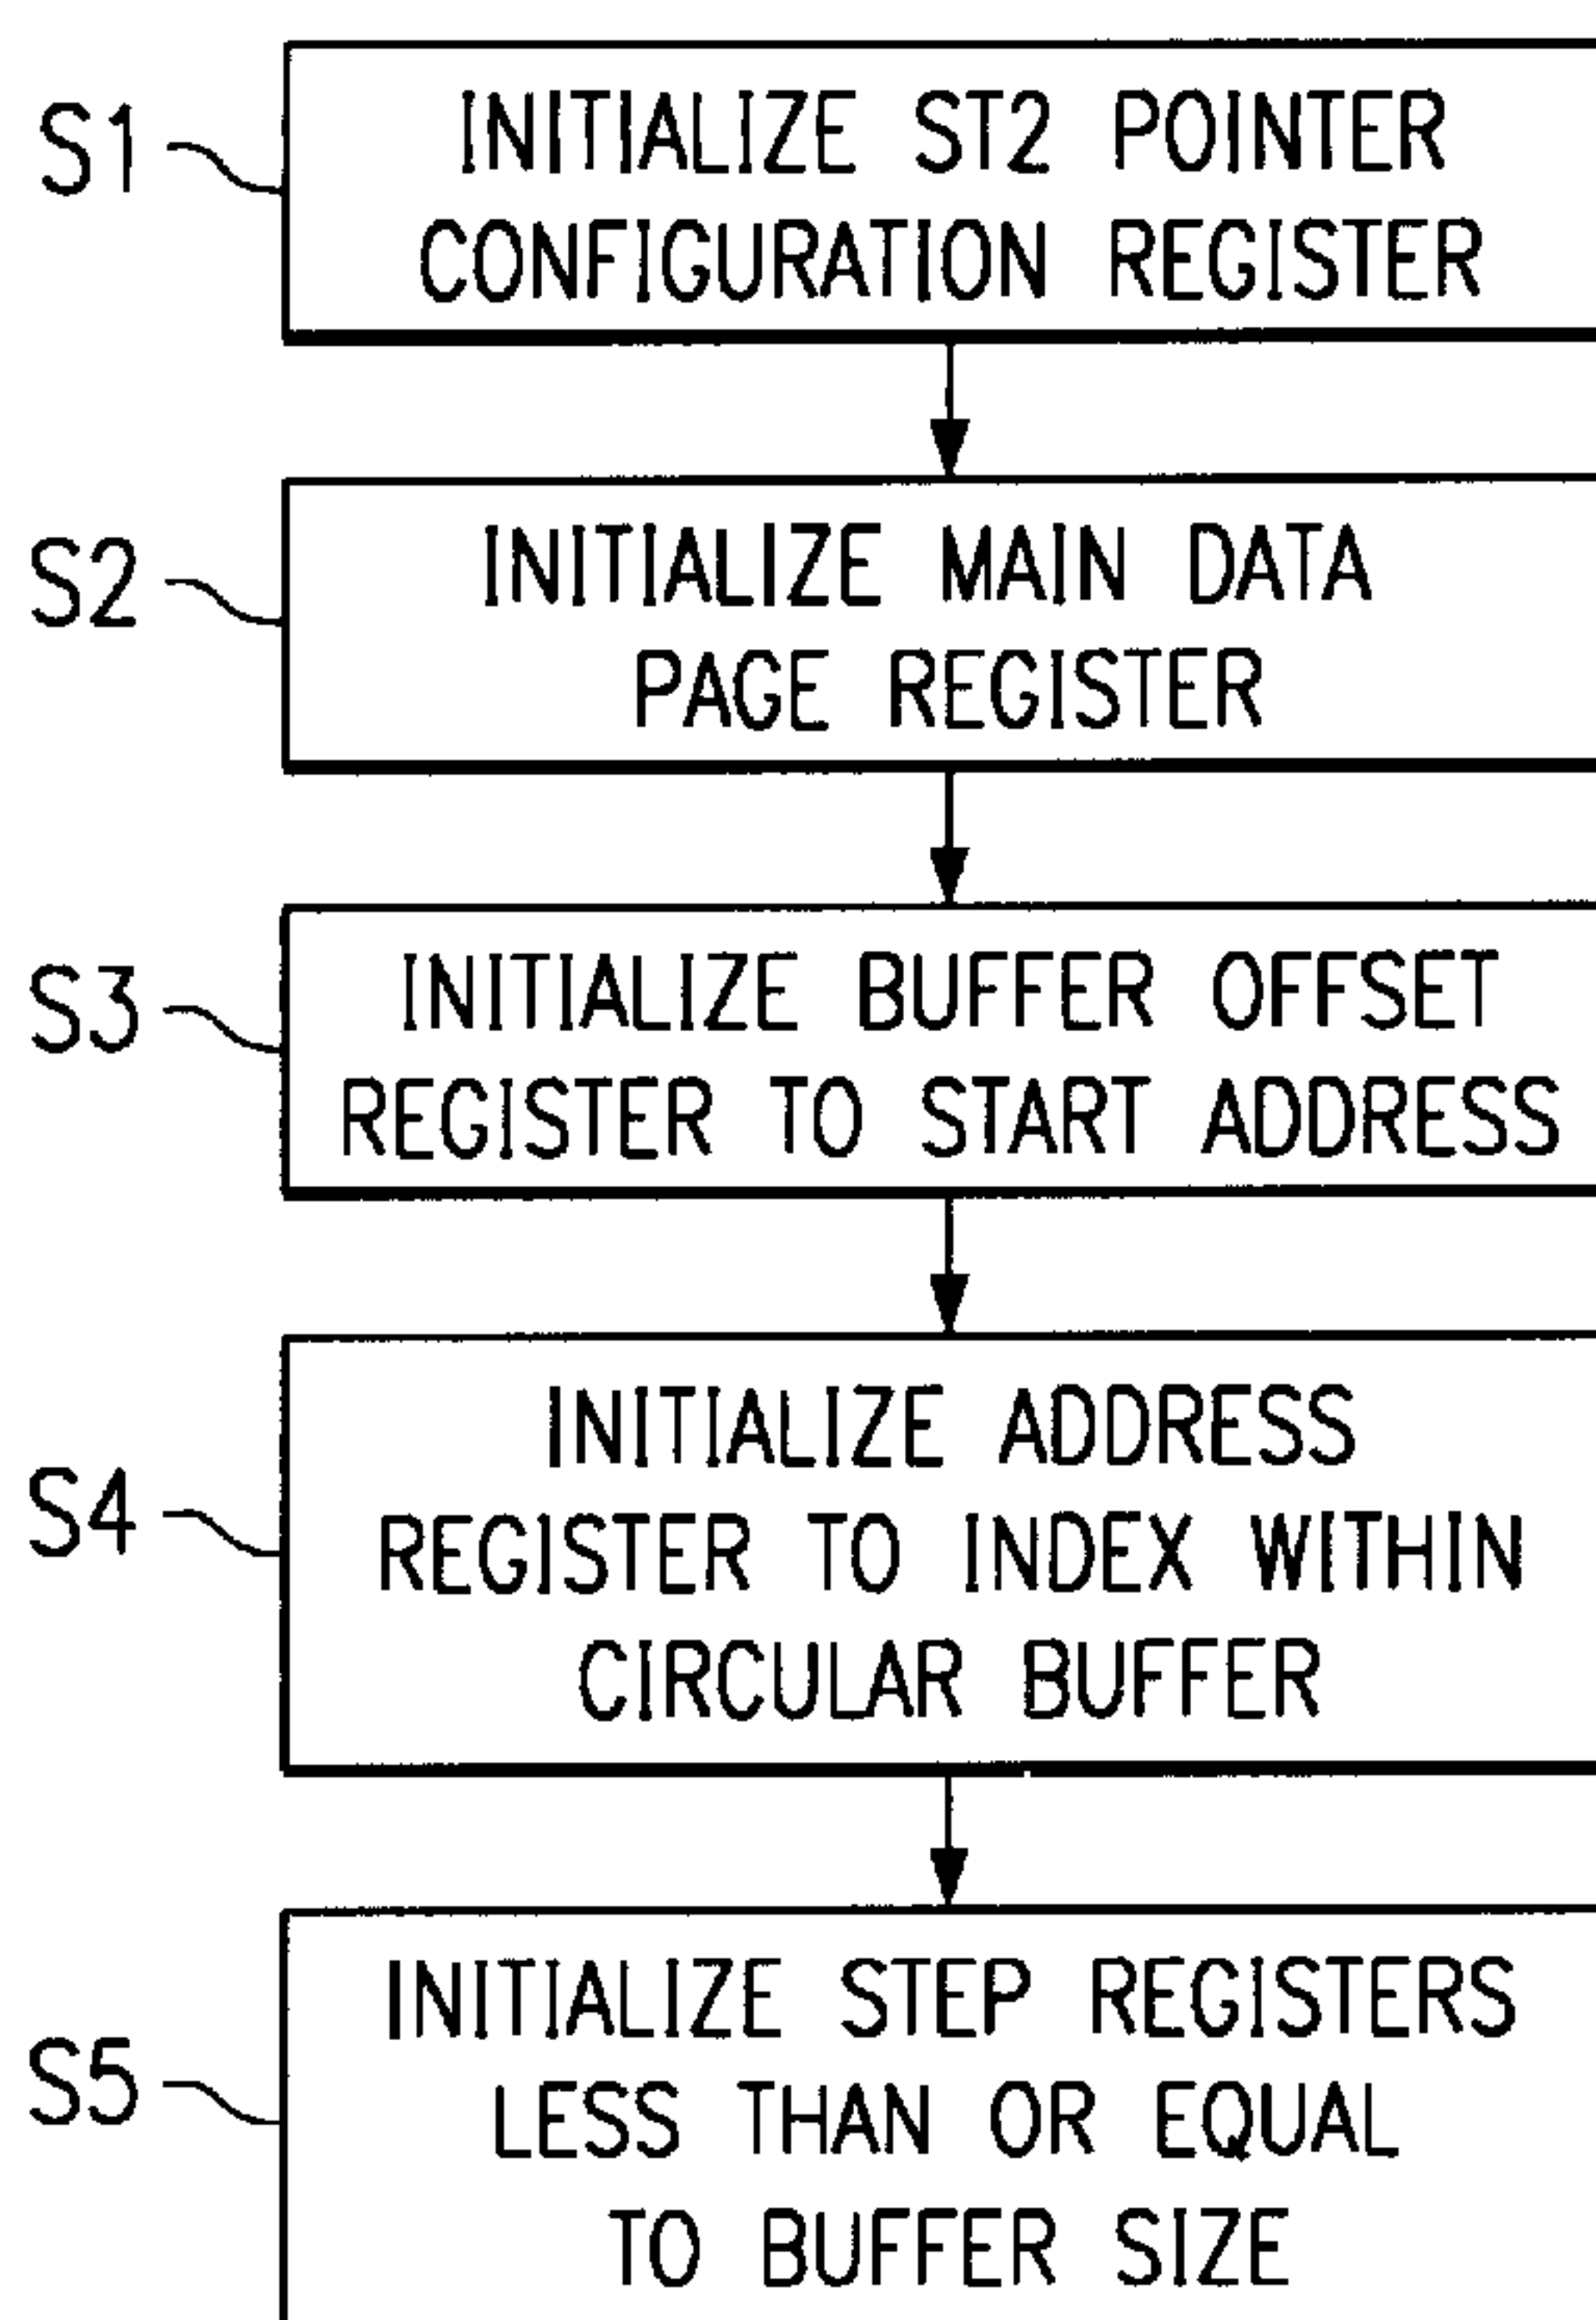 S1
INITIALIZE ST2 POINTER
CONFIGURATION REGISTER
S2
INITIALIZE MAIN DATA
PAGE REGISTER
S3
INITIALIZE BUFFER OFFSET
REGISTER TO START ADDRESS
S4
INITIALIZE ADDRESS
REGISTER TO INDEX WITHIN
CIRCULAR BUFFER
S5
INITIALIZE STEP REGISTERS
LESS THAN OR EQUAL
TO BUFFER SIZE